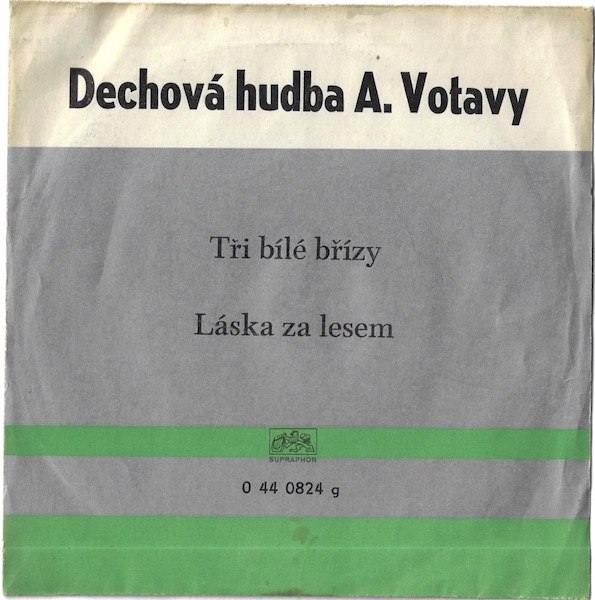 Dechová hudba A. Votavy
Tři bílé břízy
Láska za lesem
SUPRAPHON
0 44 0824 g